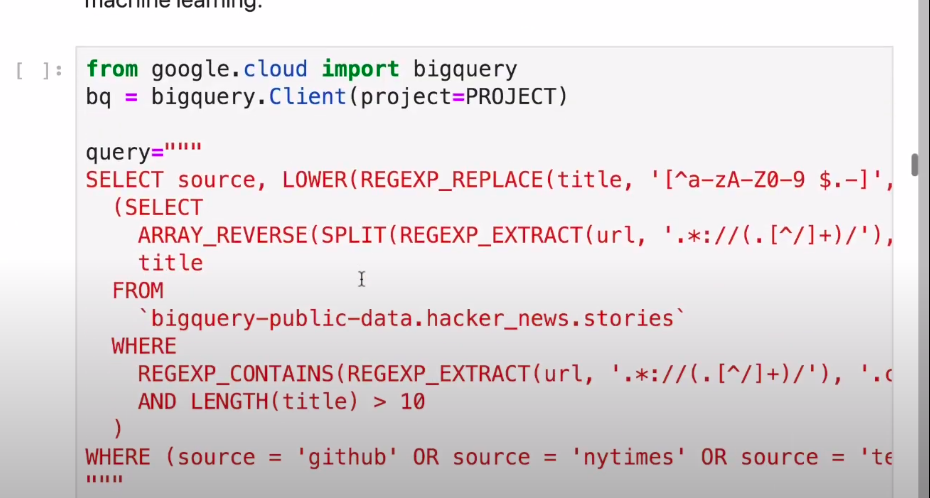 machine learning.
[ ]:
from google.cloud import bigquery
bq = bigquery.Client(project=PROJECT)
query="""
SELECT source, LOWER(REGEXP_REPLACE(title, '[^a-zA-Z0-9 $.-]',
(SELECT
ARRAY_REVERSE(SPLIT(REGEXP_EXTRACT(url, '.*://(.[^/]+)/'),
title
FROM
`bigquery-public-data.hacker_news.stories`
WHERE
REGEXP_CONTAINS(REGEXP_EXTRACT(url, '.*://(.[^/]+)/'), '.c
AND LENGTH(title) > 10
)
WHERE (source = 'github' OR source = 'nytimes' OR source = 'te
"""